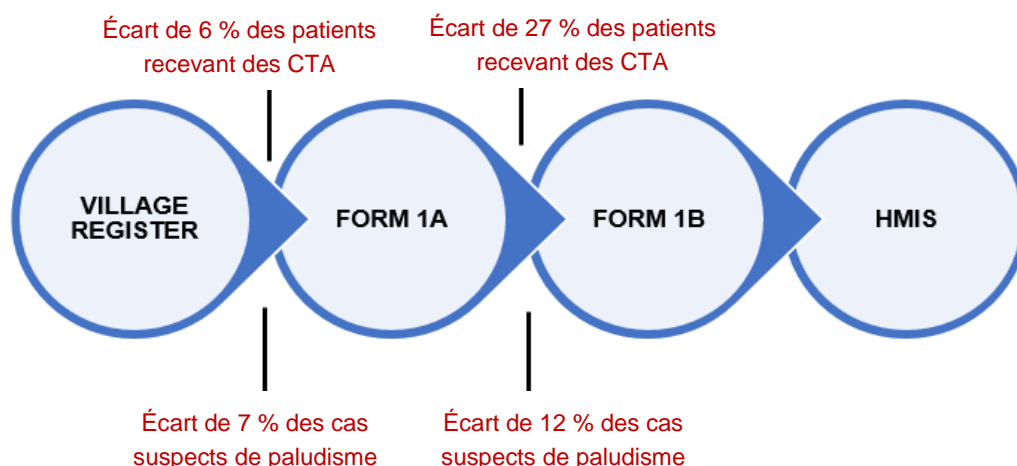 Écart de 6 % des patients
recevant des CTA
Écart de 27 % des patients
recevant des CTA
VILLAGE
REGISTER
FORM 1A
FORM 1B
HMIS
Écart de 7 % des cas
suspects de paludisme
Écart de 12 % des cas
suspects de paludisme